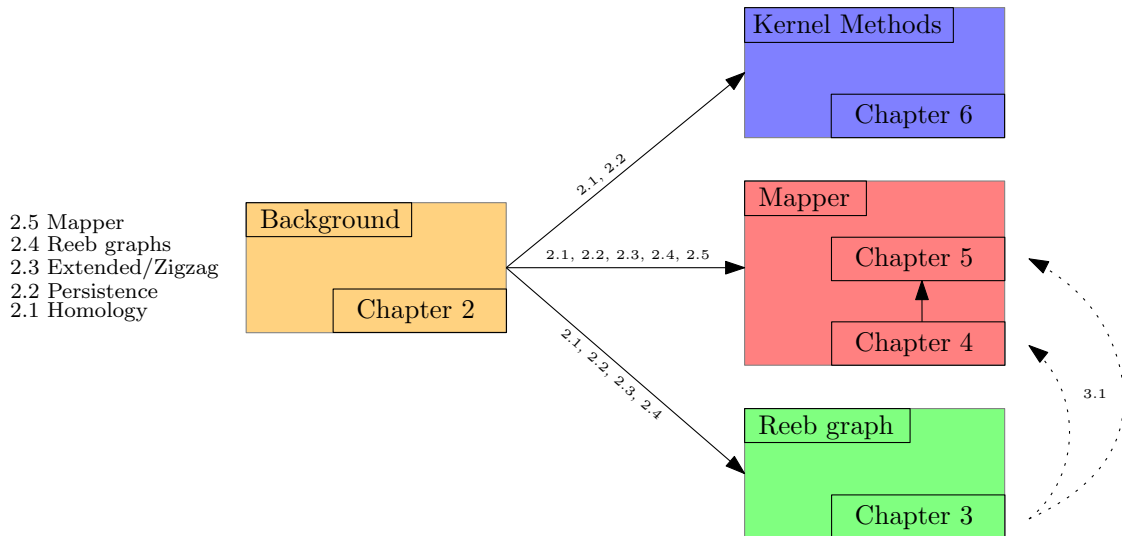 Kernel Methods
Chapter 6
2.1, 2.2
2.5 Mapper
2.4 Reeb graphs
2.3 Extended/Zigzag
2.2 Persistence
2.1 Homology
Background
Chapter 2
2.1, 2.2, 2.3, 2.4, 2.5
Mapper
Chapter 5
Chapter 4
2.1, 2.2, 2.3, 2.4
3.1
Reeb graph
Chapter 3